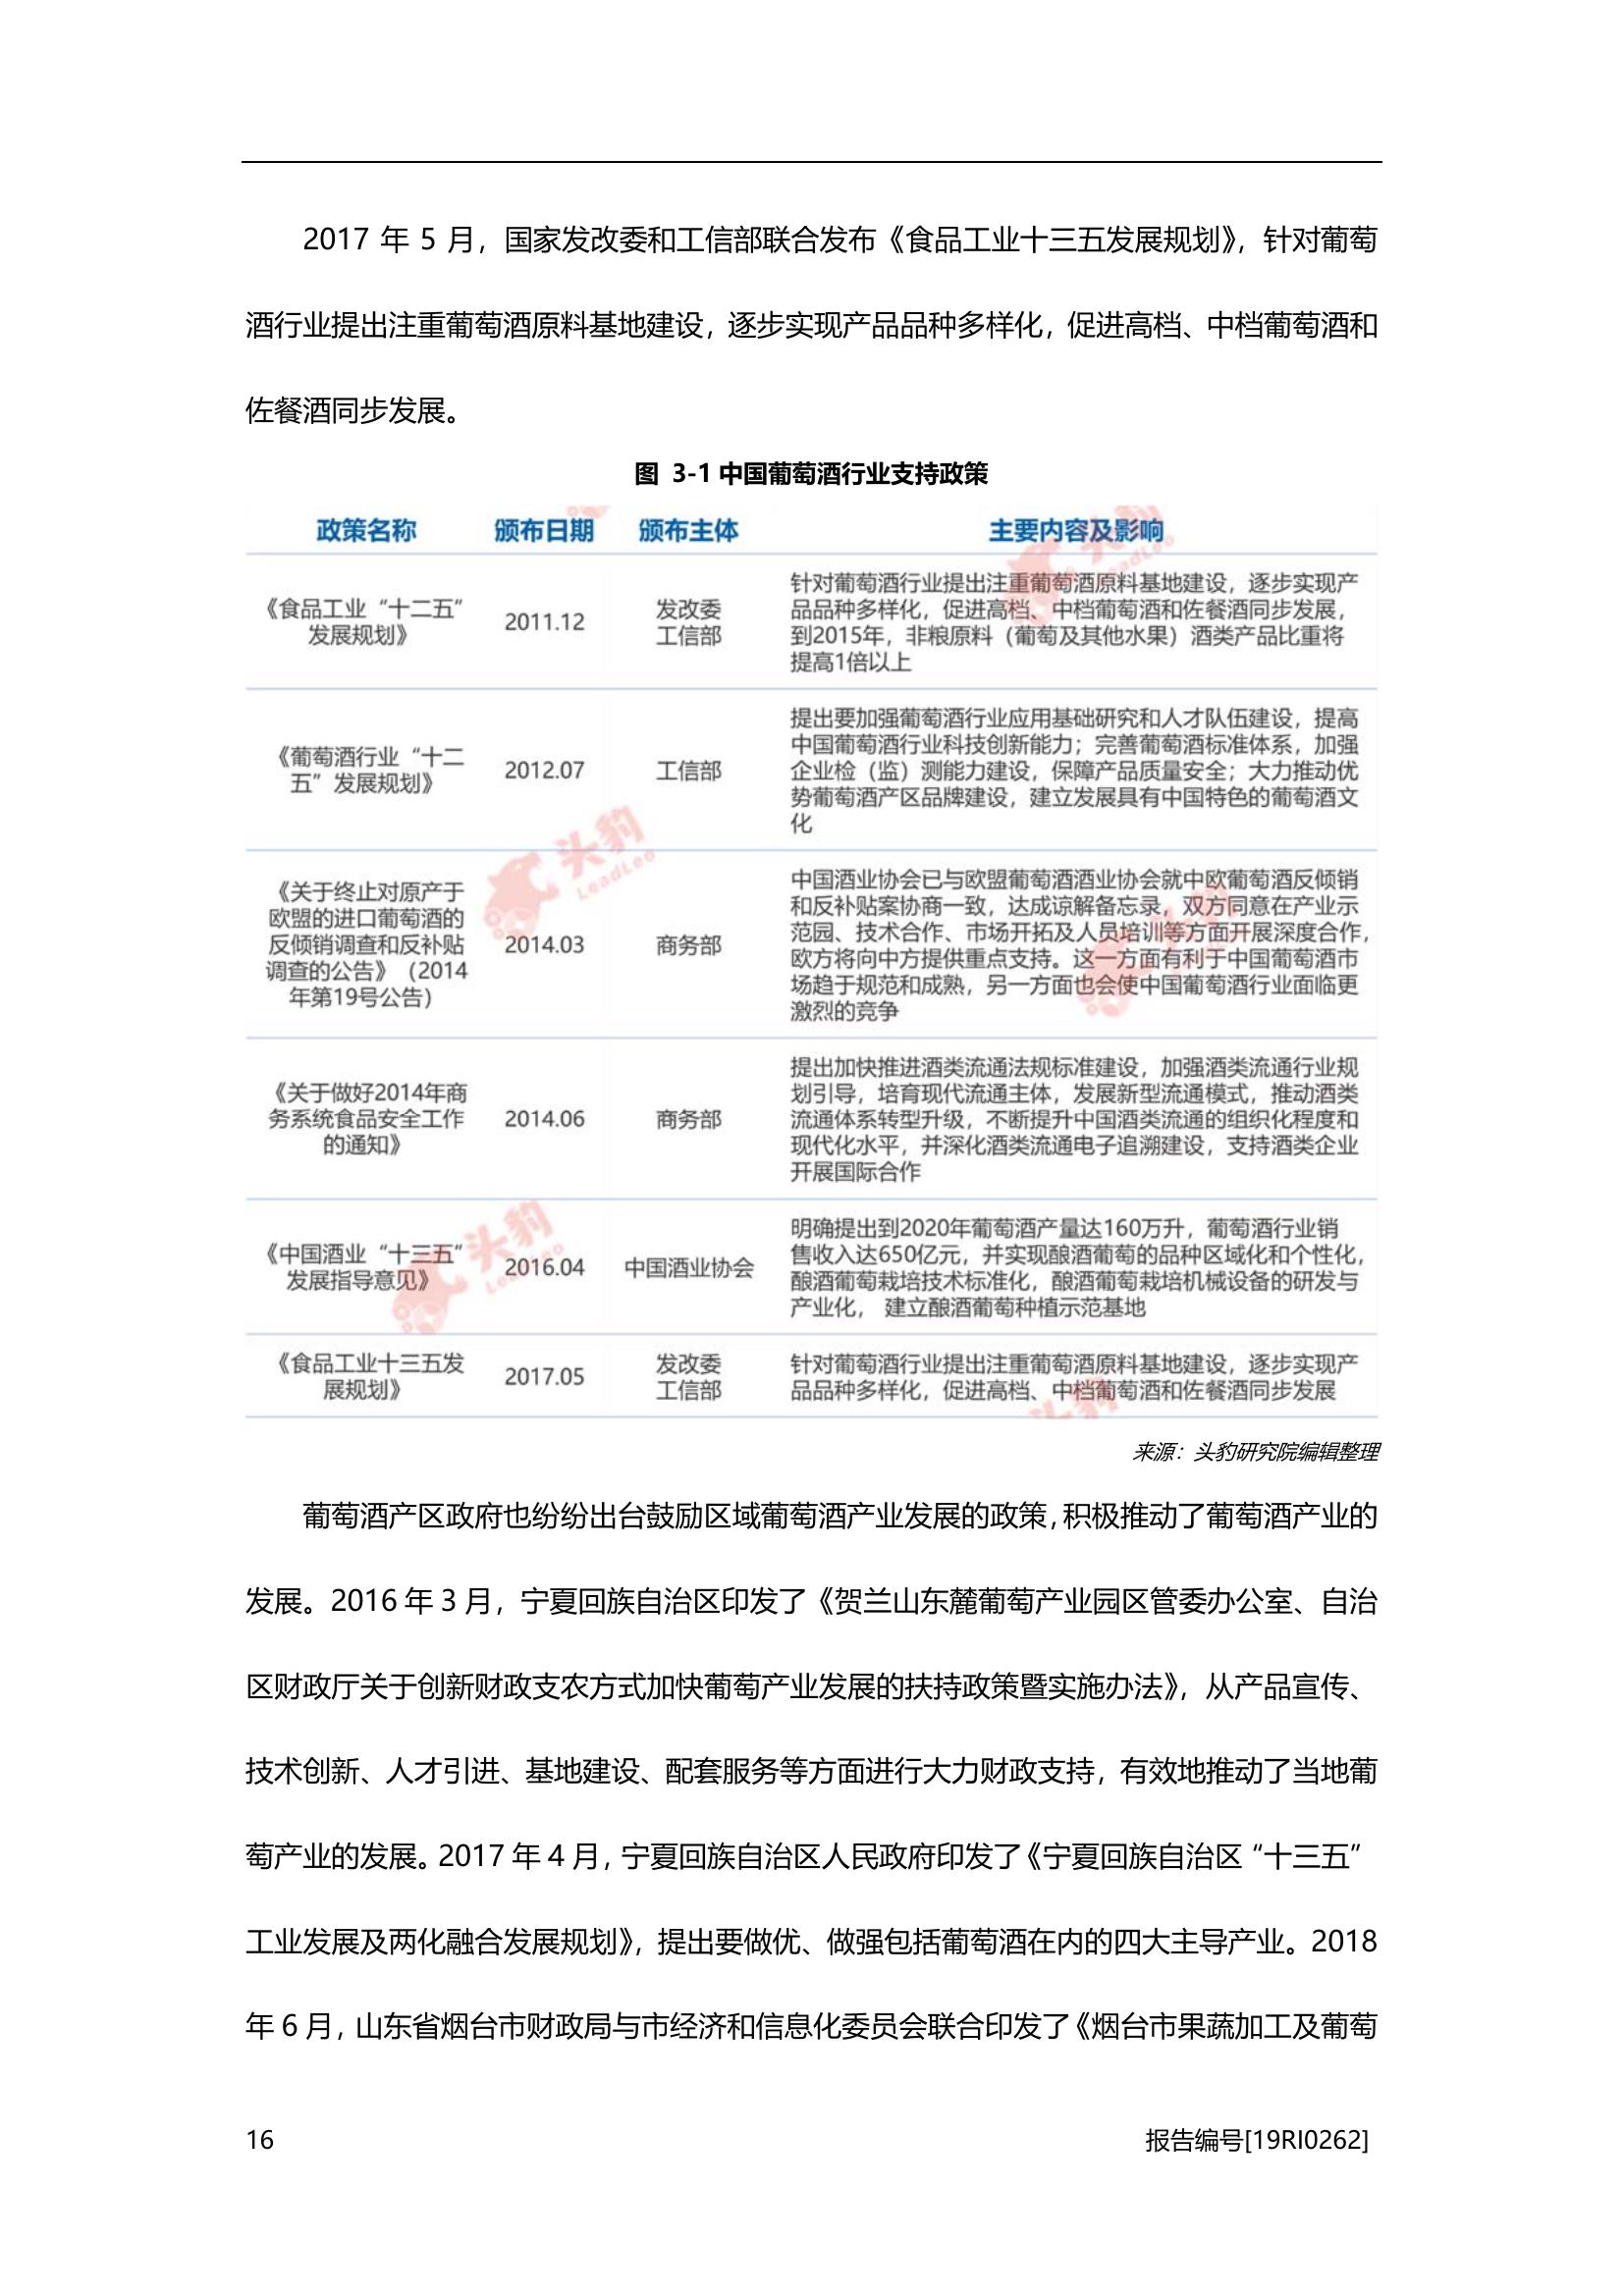 2017 年 5 月，国家发改委和工信部联合发布《食品工业十三五发展规划》，针对葡萄
酒行业提出注重葡萄酒原料基地建设，逐步实现产品品种多样化，促进高档、中档葡萄酒和
佐餐酒同步发展。
图 3-1 中国葡萄酒行业支持政策
政策名称 颁布日期 颁布主体 主要内容及影响
《食品工业“十二五”
发展规划》
2011.12
发改委
工信部
针对葡萄酒行业提出注重葡萄酒原料基地建设，逐步实现产
品品种多样化，促进高档、中档葡萄酒和佐餐酒同步发展，
到2015年，非粮原料（葡萄及其他水果）酒类产品比重将
提高1倍以上
《葡萄酒行业“十二
五”发展规划》
2012.07
工信部
提出要加强葡萄酒行业应用基础研究和人才队伍建设，提高
中国葡萄酒行业科技创新能力；完善葡萄酒标准体系，加强
企业检（监）测能力建设，保障产品质量安全；大力推动优
势葡萄酒产区品牌建设，建立发展具有中国特色的葡萄酒文
化
《关于终止对原产于
欧盟的进口葡萄酒的
反倾销调查和反补贴
调查的公告》（2014
年第19号公告）
2014.03
商务部
中国酒业协会已与欧盟葡萄酒酒业协会就中欧葡萄酒反倾销
和反补贴案协商一致，达成谅解备忘录，双方同意在产业示
范园、技术合作、市场开拓及人员培训等方面开展深度合作，
欧方将向中方提供重点支持。这一方面有利于中国葡萄酒市
场趋于规范和成熟，另一方面也会使中国葡萄酒行业面临更
激烈的竞争
《关于做好2014年商
务系统食品安全工作
的通知》
2014.06
商务部
提出加快推进酒类流通法规标准建设，加强酒类流通行业规
划引导，培育现代流通主体，发展新型流通模式，推动酒类
流通体系转型升级，不断提升中国酒类流通的组织化程度和
现代化水平，并深化酒类流通电子追溯建设，支持酒类企业
开展国际合作
《中国酒业“十三五”
发展指导意见》
2016.04
中国酒业协会
明确提出到2020年葡萄酒产量达160万升，葡萄酒行业销
售收入达650亿元，并实现酿酒葡萄的品种区域化和个性化，
酿酒葡萄栽培技术标准化，酿酒葡萄栽培机械设备的研发与
产业化， 建立酿酒葡萄种植示范基地
《食品工业十三五发
展规划》
2017.05
发改委
工信部
针对葡萄酒行业提出注重葡萄酒原料基地建设，逐步实现产
品品种多样化，促进高档、中档葡萄酒和佐餐酒同步发展
头豹
LeadLeo
头豹
LeadLeo
头豹
LeadLeo
头豹
LeadLeo
头豹
来源：头豹研究院编辑整理
葡萄酒产区政府也纷纷出台鼓励区域葡萄酒产业发展的政策，积极推动了葡萄酒产业的
发展。2016 年 3 月，宁夏回族自治区印发了《贺兰山东麓葡萄产业园区管委办公室、自治
区财政厅关于创新财政支农方式加快葡萄产业发展的扶持政策暨实施办法》，从产品宣传、
技术创新、人才引进、基地建设、配套服务等方面进行大力财政支持，有效地推动了当地葡
萄产业的发展。2017 年 4 月，宁夏回族自治区人民政府印发了《宁夏回族自治区“十三五”
工业发展及两化融合发展规划》，提出要做优、做强包括葡萄酒在内的四大主导产业。2018
年 6 月，山东省烟台市财政局与市经济和信息化委员会联合印发了《烟台市果蔬加工及葡萄
16
报告编号[19RI0262]